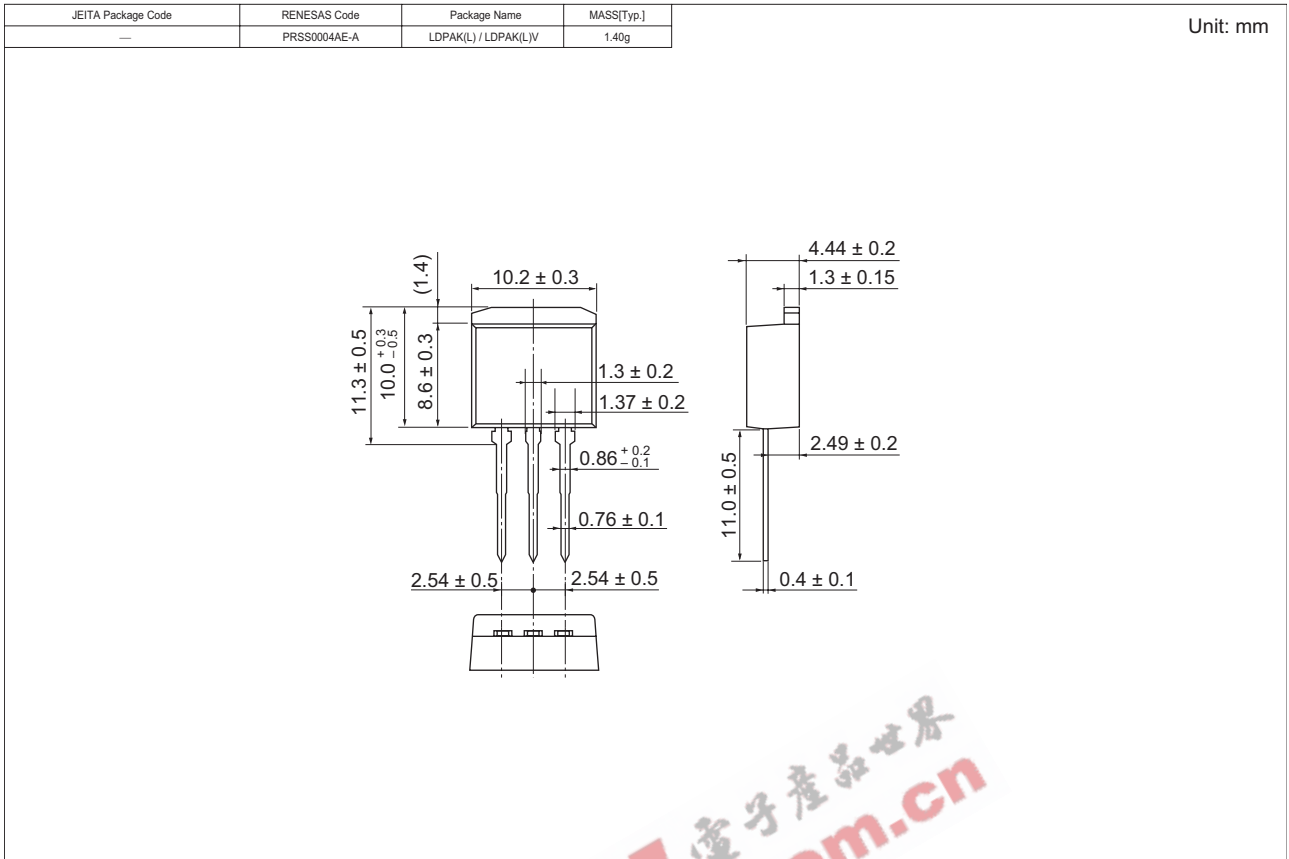 JEITA Package Code RENESAS Code Package Name MASS[Typ.]
— PRSS0004AE-A LDPAK(L) / LDPAK(L)V 1.40g
Unit: mm
4.44 ± 0.2
1.3 ± 0.15
(1.4)
10.2 ± 0.3
11.3 ± 0.5
10.0 + 0.3 − 0.5
8.6 ± 0.3
1.3 ± 0.2
1.37 ± 0.2
2.49 ± 0.2
0.86 + 0.2 − 0.1
11.0 ± 0.5
0.76 ± 0.1
2.54 ± 0.5
2.54 ± 0.5
0.4 ± 0.1
電子產品世界
om.cn